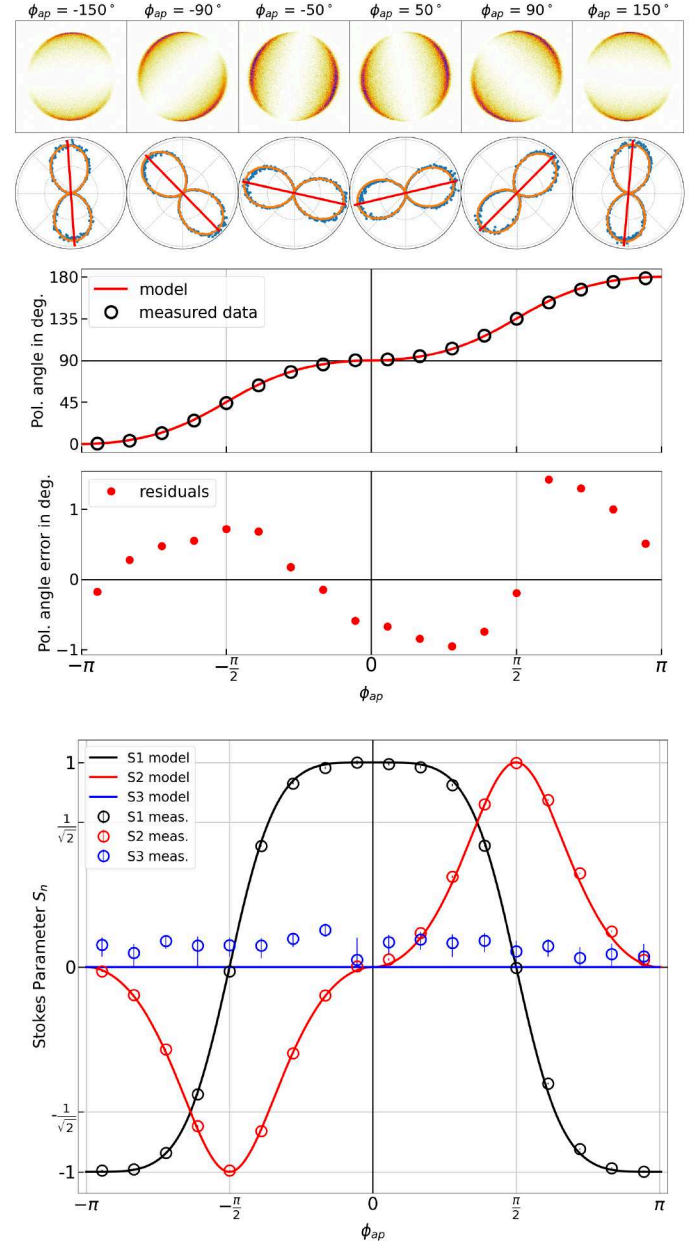 ϕap = -150° ϕap = -90° ϕap = -50° ϕap = 50° ϕap = 90° ϕap = 150°
Pol. angle in deg.
180
135
90
45
0
model
measured data
Pol. angle error in deg.
1
0
−1
residuals
−π −π/2 0 π/2 π
ϕap
Stokes Parameter Sn
1
1/√2
0
-1/√2
-1
S1 model
S2 model
S3 model
S1 meas.
S2 meas.
S3 meas.
−π −π/2 0 π/2 π
ϕap